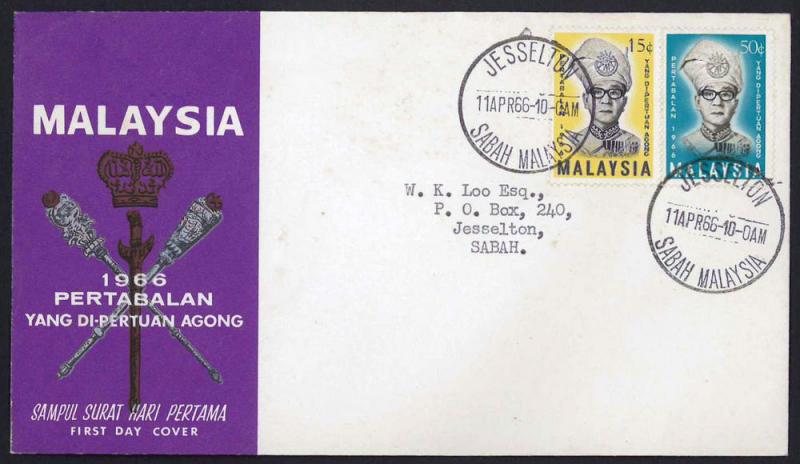 MALAYSIA
1966
PERTABALAN
YANG DI-PERTUAN AGONG
SAMPUL SURAT HARI PERTAMA
FIRST DAY COVER
JESSELTON
11APR66-10-0AM
SABAH MALAYSIA
15¢
YANG DI PERTUAN AGONG
MALAYSIA
50¢
PERTABALAN 1966
YANG DI PERTUAN AGONG
MALAYSIA
JESSELTON
11APR66-10-0AM
SABAH MALAYSIA
W. K. Loo Esq.,
P. O. Box, 240,
Jesselton,
SABAH.